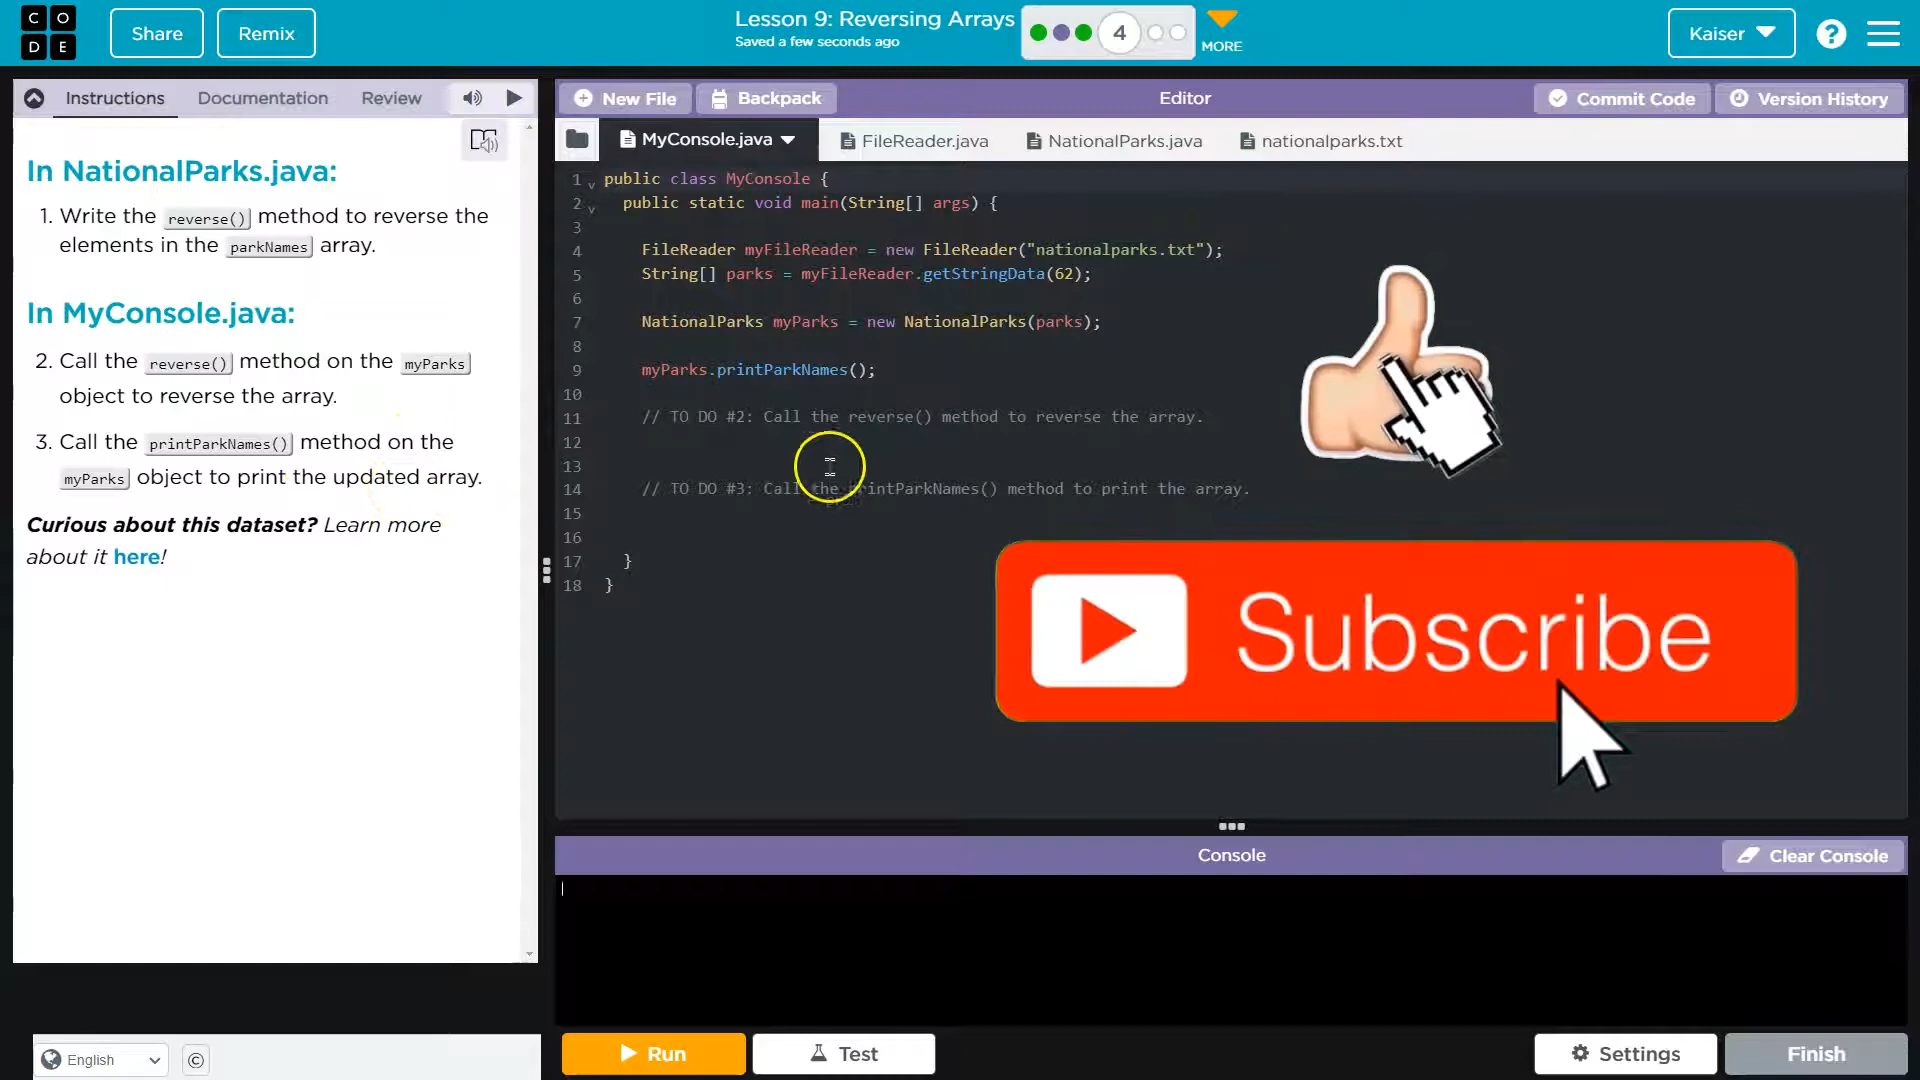 C O
D E
Share
Remix
Lesson 9: Reversing Arrays
Saved a few seconds ago
4
MORE
Kaiser
?
Instructions
Documentation
Review
In NationalParks.java:
1. Write the reverse() method to reverse the
elements in the parkNames array.
In MyConsole.java:
2. Call the reverse() method on the myParks
object to reverse the array.
3. Call the printParkNames() method on the
myParks object to print the updated array.
Curious about this dataset? Learn more
about it here!
English
©
New File
Backpack
Editor
Commit Code
Version History
MyConsole.java
FileReader.java
NationalParks.java
nationalparks.txt
1 public class MyConsole {
2 public static void main(String[] args) {
3
4 FileReader myFileReader = new FileReader("nationalparks.txt");
5 String[] parks = myFileReader.getStringData(62);
6
7 NationalParks myParks = new NationalParks(parks);
8
9 myParks.printParkNames();
10
11 // TO DO #2: Call the reverse() method to reverse the array.
12
13
14 // TO DO #3: Call the printParkNames() method to print the array.
15
16
17 }
18 }
Subscribe
Console
Clear Console
Run
Test
Settings
Finish